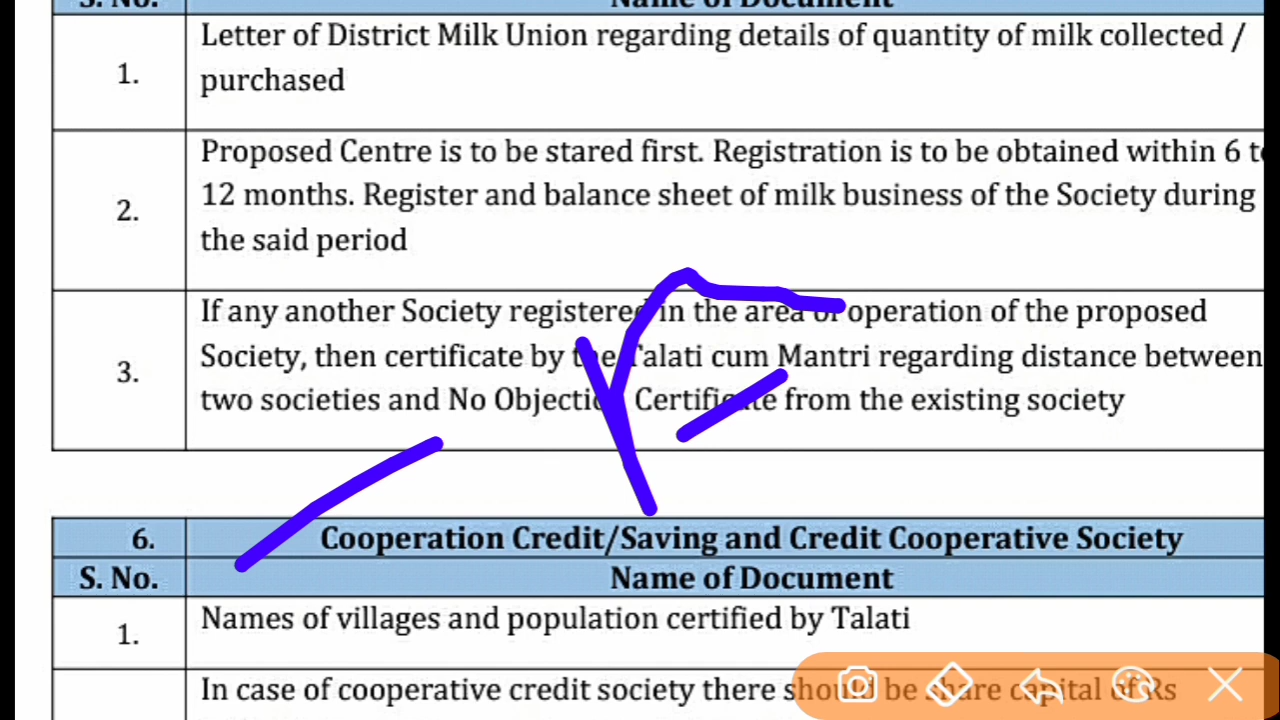 S. No. Name of Document
1. Letter of District Milk Union regarding details of quantity of milk collected /
purchased
2. Proposed Centre is to be stared first. Registration is to be obtained within 6 to
12 months. Register and balance sheet of milk business of the Society during
the said period
3. If any another Society registered in the area of operation of the proposed
Society, then certificate by the Talati cum Mantri regarding distance between
two societies and No Objection Certificate from the existing society
6. Cooperation Credit/Saving and Credit Cooperative Society
S. No. Name of Document
1. Names of villages and population certified by Talati
In case of cooperative credit society there should be share capital of Rs